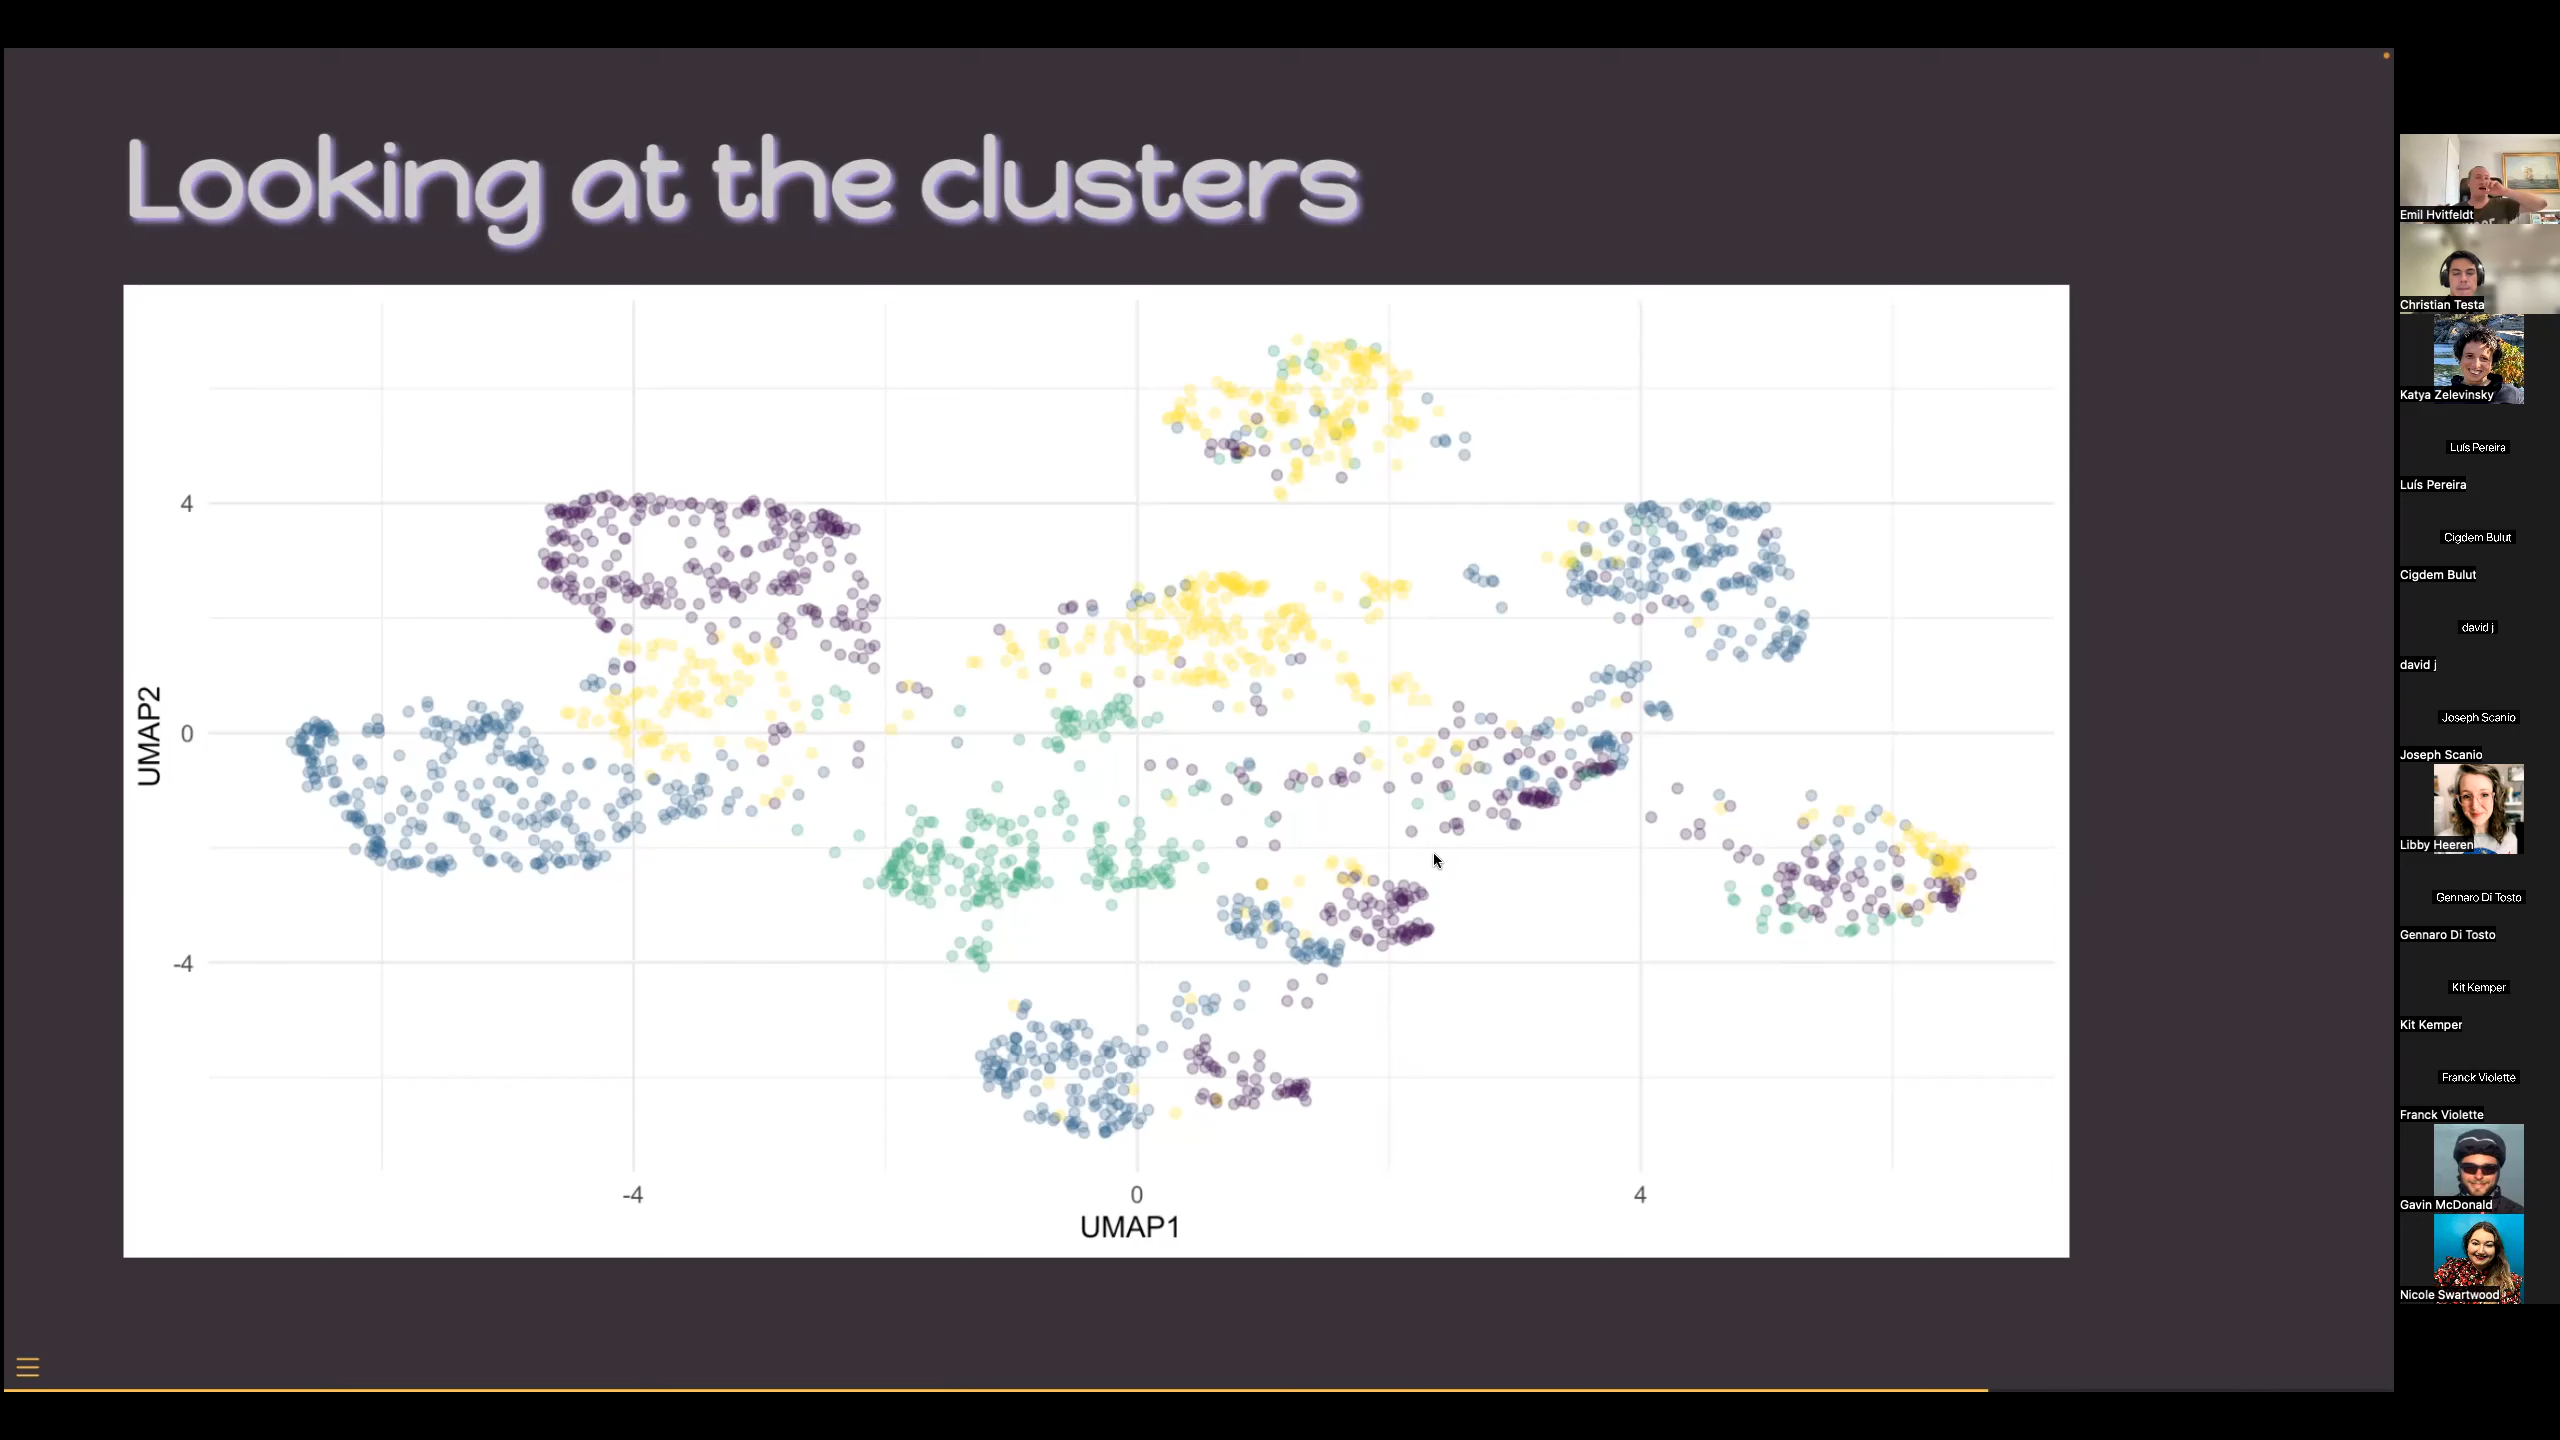 Looking at the clusters
4
0
-4
UMAP2
-4
0
4
UMAP1
Emil Hvitfeldt
Christian Testa
Katya Zelevinsky
Luís Pereira
Luís Pereira
Cigdem Bulut
Cigdem Bulut
david j
david j
Joseph Scanio
Joseph Scanio
Libby Heeren
Gennaro Di Tosto
Gennaro Di Tosto
Kit Kemper
Kit Kemper
Franck Violette
Franck Violette
Gavin McDonald
Nicole Swartwood